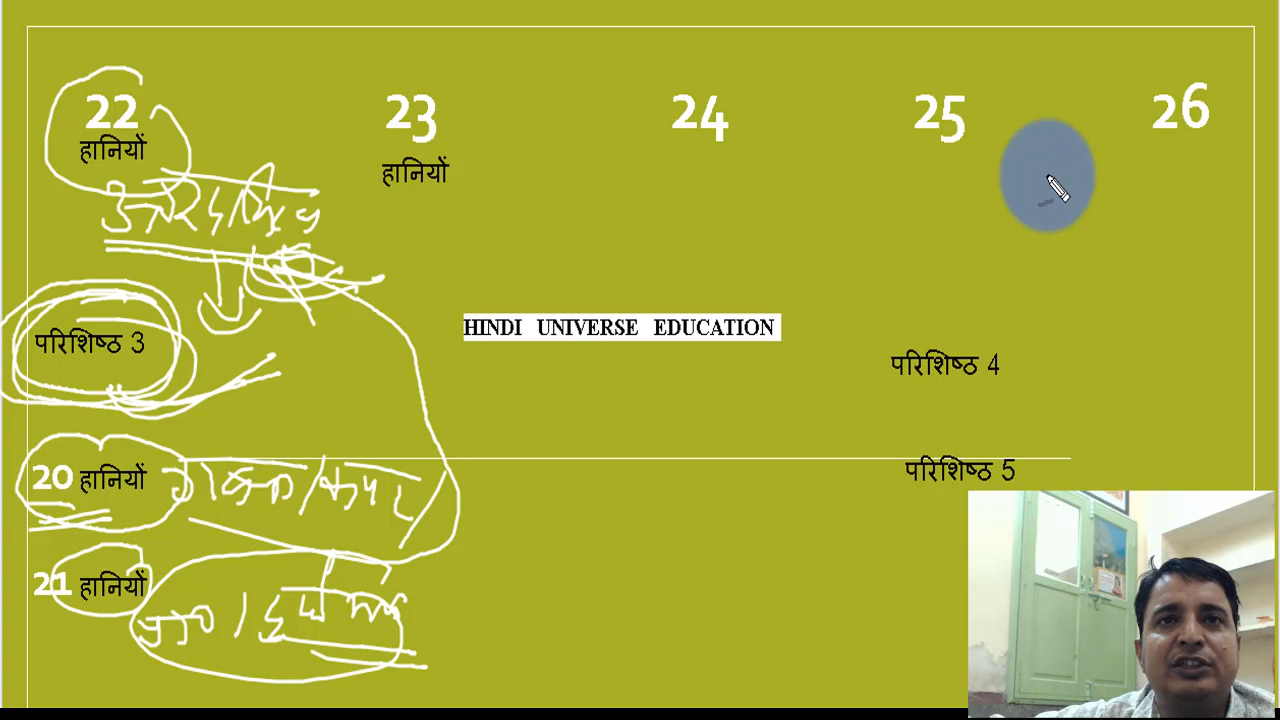 22 23 24 25 26
हानियों
हानियों
HINDI UNIVERSE EDUCATION
परिशिष्ठ 3
परिशिष्ठ 4
20 हानियों
परिशिष्ठ 5
21 हानियों